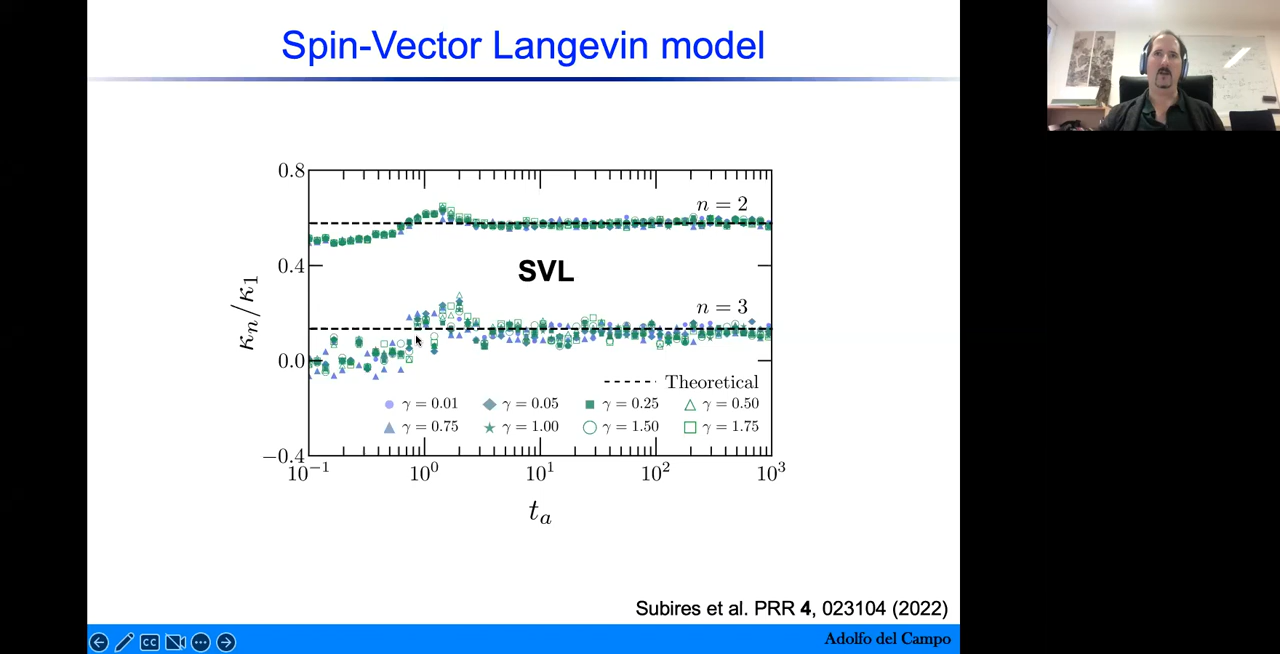 Spin-Vector Langevin model
0.8
0.4
0.0
−0.4
κn/κ1
n = 2
SVL
n = 3
Theoretical
γ = 0.01 γ = 0.05 γ = 0.25 γ = 0.50
γ = 0.75 γ = 1.00 γ = 1.50 γ = 1.75
10⁻¹ 10⁰ 10¹ 10² 10³
ta
Subires et al. PRR 4, 023104 (2022)
CC
Adolfo del Campo